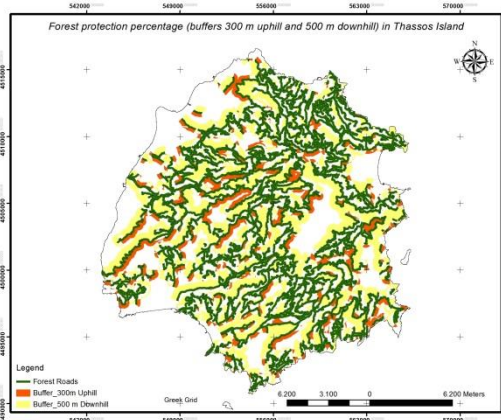 Forest protection percentage (buffers 300 m uphill and 500 m downhill) in Thassos Island
542000 549000 556000 563000 570000
N
W E
S
4515000
4510000
4505000
4500000
4495000
Legend
Forest Roads
Buffer_300m Uphill
Buffer_500 m Downhill
Greek Grid
6.200 3.100 0 6.200 Meters